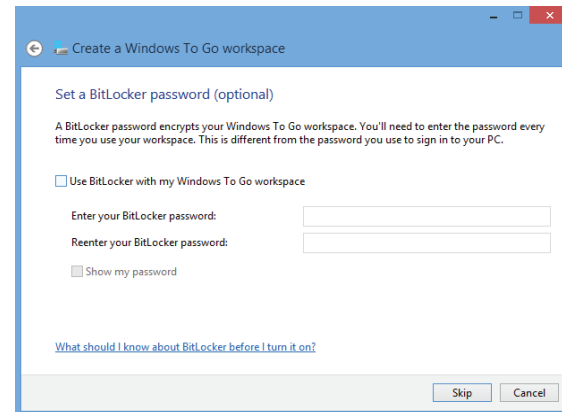 Create a Windows To Go workspace
Set a BitLocker password (optional)
A BitLocker password encrypts your Windows To Go workspace. You'll need to enter the password every
time you use your workspace. This is different from the password you use to sign in to your PC.
Use BitLocker with my Windows To Go workspace
Enter your BitLocker password:
Reenter your BitLocker password:
Show my password
What should I know about BitLocker before I turn it on?
Skip Cancel